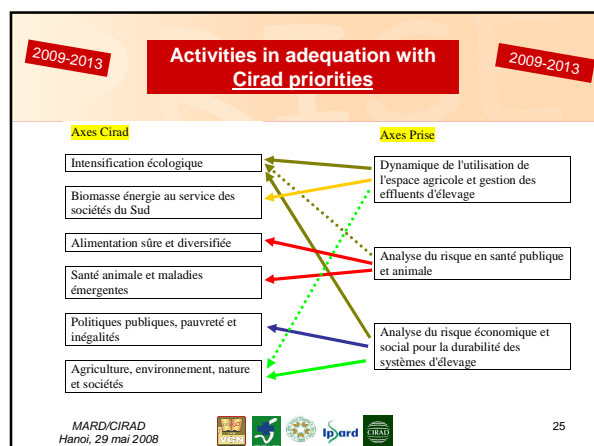 2009-2013
Activities in adequation with
Cirad priorities
2009-2013
Axes Cirad
Intensification écologique
Biomasse énergie au service des
sociétés du Sud
Alimentation sûre et diversifiée
Santé animale et maladies
émergentes
Politiques publiques, pauvreté et
inégalités
Agriculture, environnement, nature
et sociétés
Axes Prise
Dynamique de l'utilisation de
l'espace agricole et gestion des
effluents d'élevage
Analyse du risque en santé publique
et animale
Analyse du risque économique et
social pour la durabilité des
systèmes d'élevage
MARD/CIRAD
Hanoi, 29 mai 2008
VCN
Ipsard
CIRAD
25